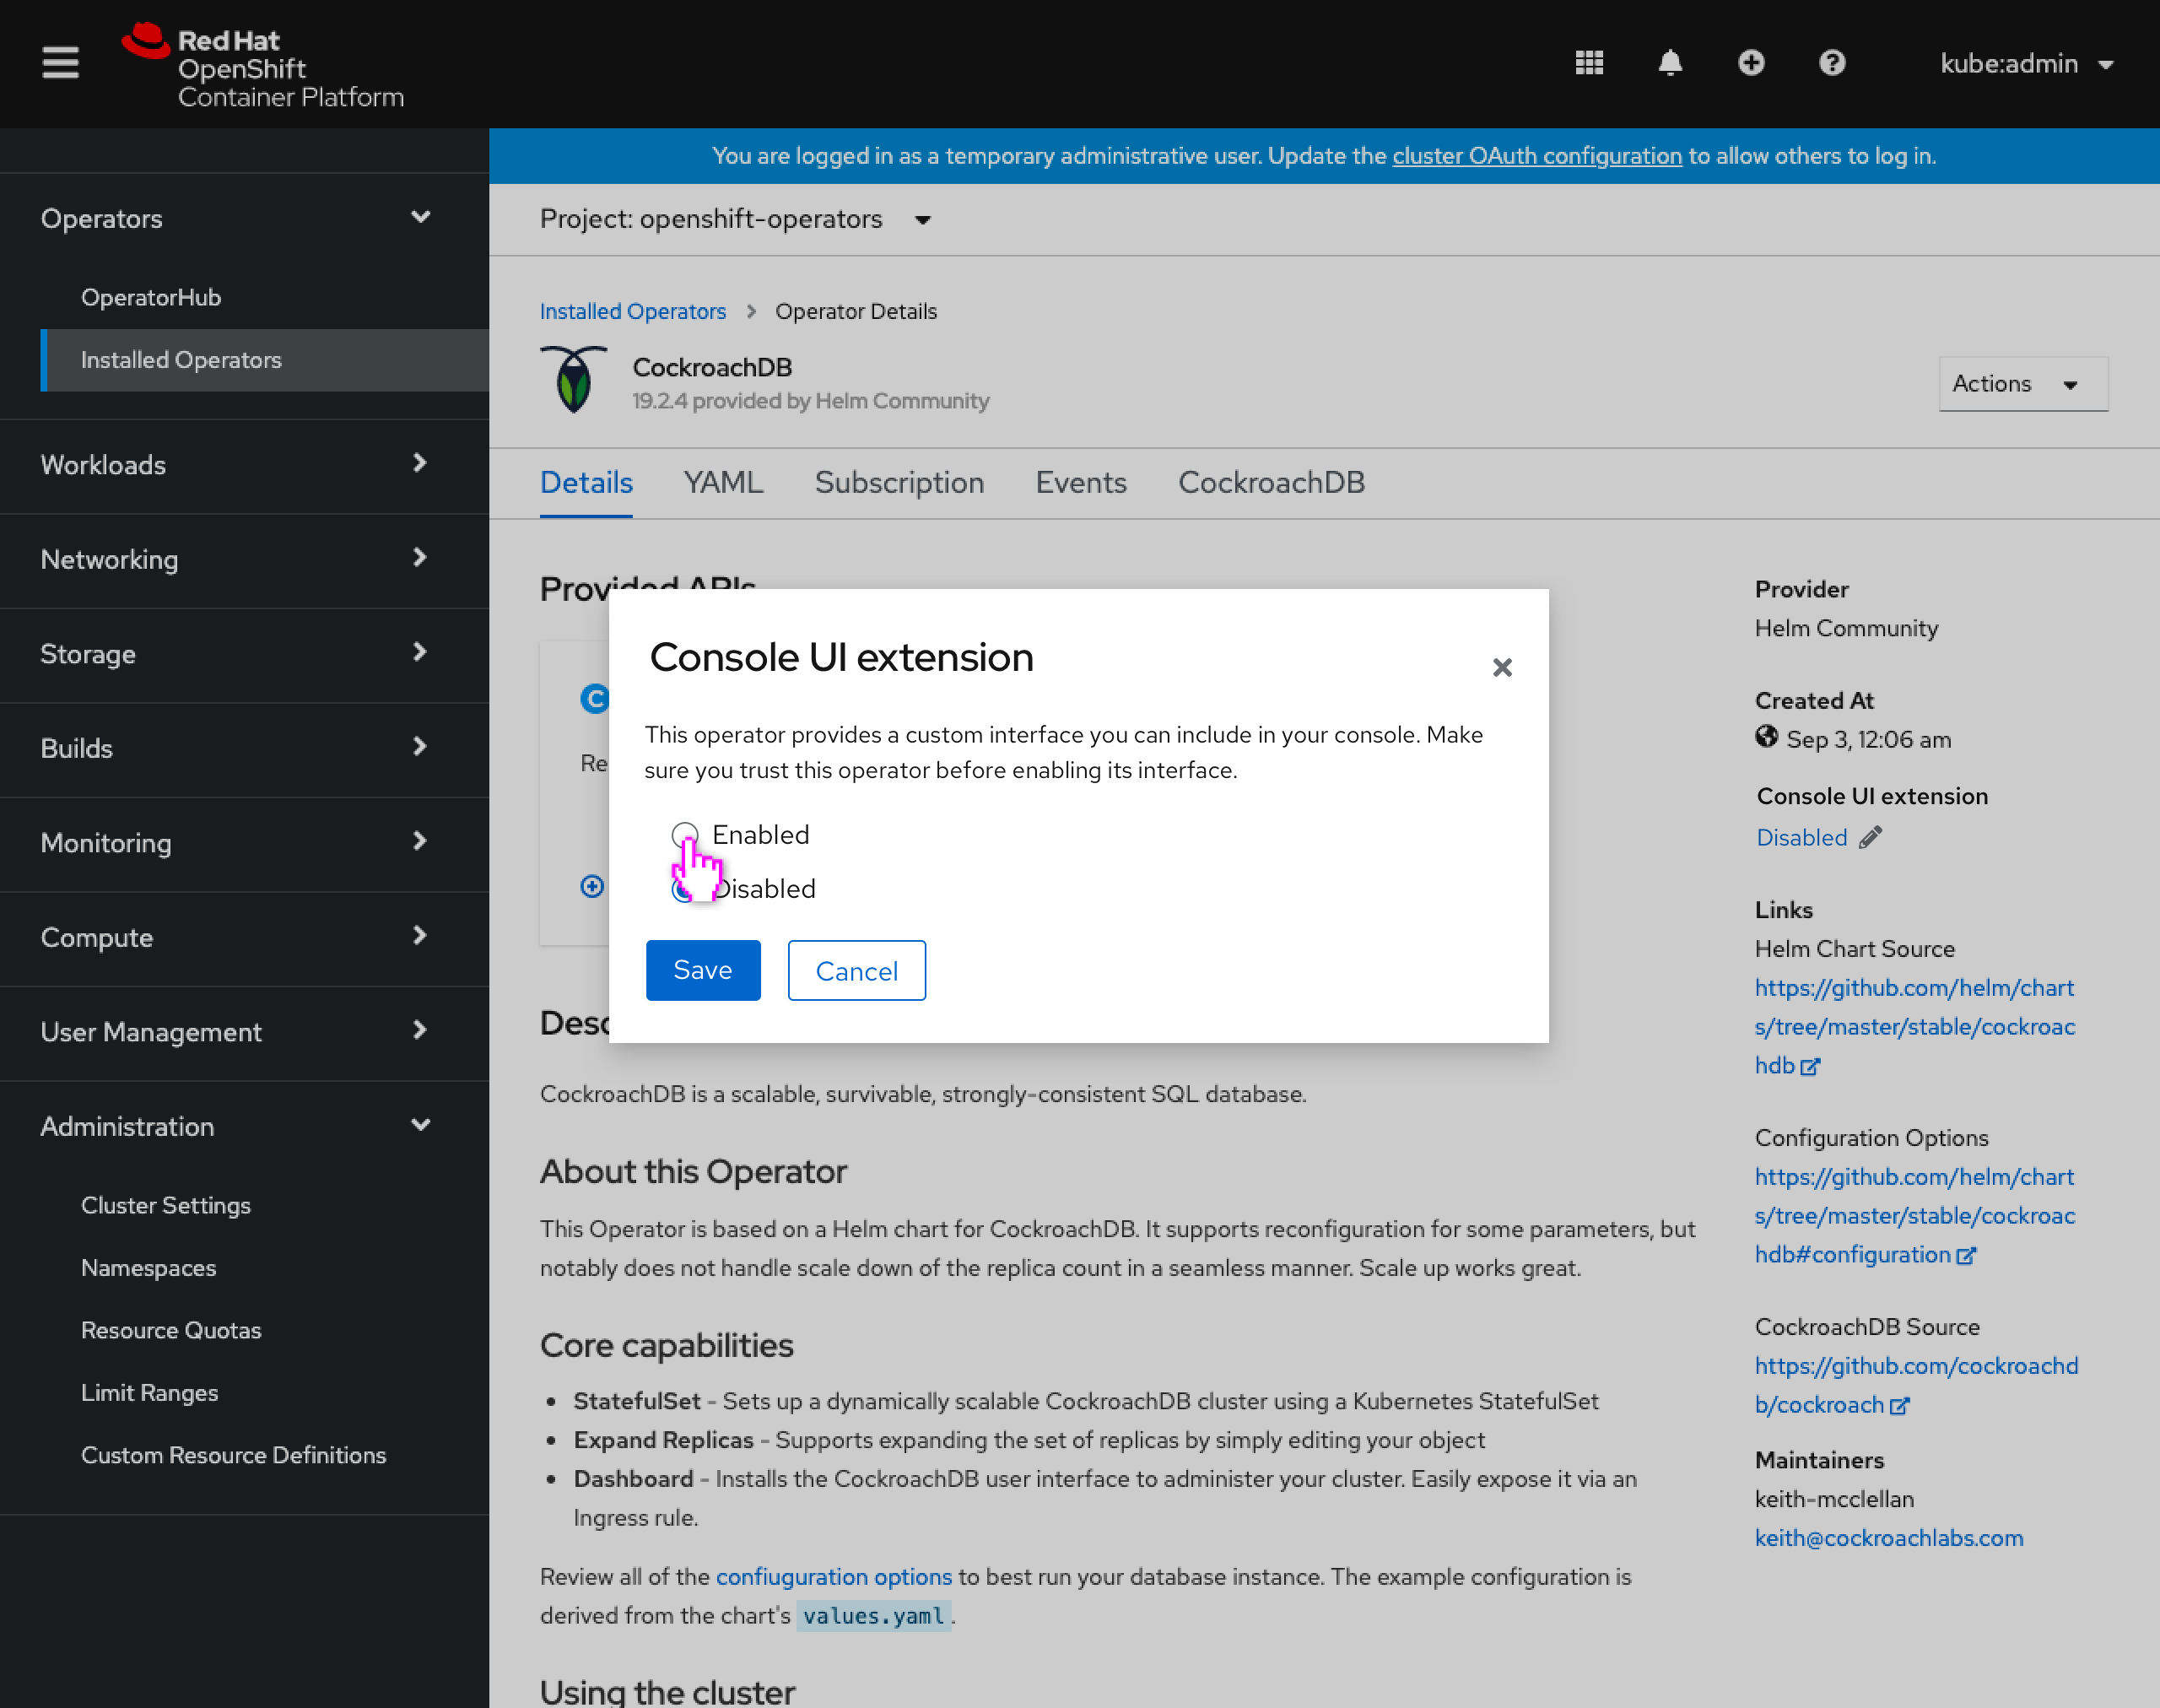 Red Hat
OpenShift
Container Platform
kube:admin
You are logged in as a temporary administrative user. Update the cluster OAuth configuration to allow others to log in.
Operators
OperatorHub
Installed Operators
Workloads
Networking
Storage
Builds
Monitoring
Compute
User Management
Administration
Cluster Settings
Namespaces
Resource Quotas
Limit Ranges
Custom Resource Definitions
Project: openshift-operators
Installed Operators > Operator Details
CockroachDB
19.2.4 provided by Helm Community
Actions
Details YAML Subscription Events CockroachDB
Provided APIs
C
Re
Console UI extension
This operator provides a custom interface you can include in your console. Make
sure you trust this operator before enabling its interface.
Enabled
Disabled
Save Cancel
Desc
CockroachDB is a scalable, survivable, strongly-consistent SQL database.
About this Operator
This Operator is based on a Helm chart for CockroachDB. It supports reconfiguration for some parameters, but
notably does not handle scale down of the replica count in a seamless manner. Scale up works great.
Core capabilities
• StatefulSet - Sets up a dynamically scalable CockroachDB cluster using a Kubernetes StatefulSet
• Expand Replicas - Supports expanding the set of replicas by simply editing your object
• Dashboard - Installs the CockroachDB user interface to administer your cluster. Easily expose it via an
Ingress rule.
Review all of the confiuguration options to best run your database instance. The example configuration is
derived from the chart's values.yaml.
Using the cluster
Provider
Helm Community
Created At
Sep 3, 12:06 am
Console UI extension
Disabled
Links
Helm Chart Source
https://github.com/helm/chart
s/tree/master/stable/cockroac
hdb
Configuration Options
https://github.com/helm/chart
s/tree/master/stable/cockroac
hdb#configuration
CockroachDB Source
https://github.com/cockroachd
b/cockroach
Maintainers
keith-mcclellan
keith@cockroachlabs.com